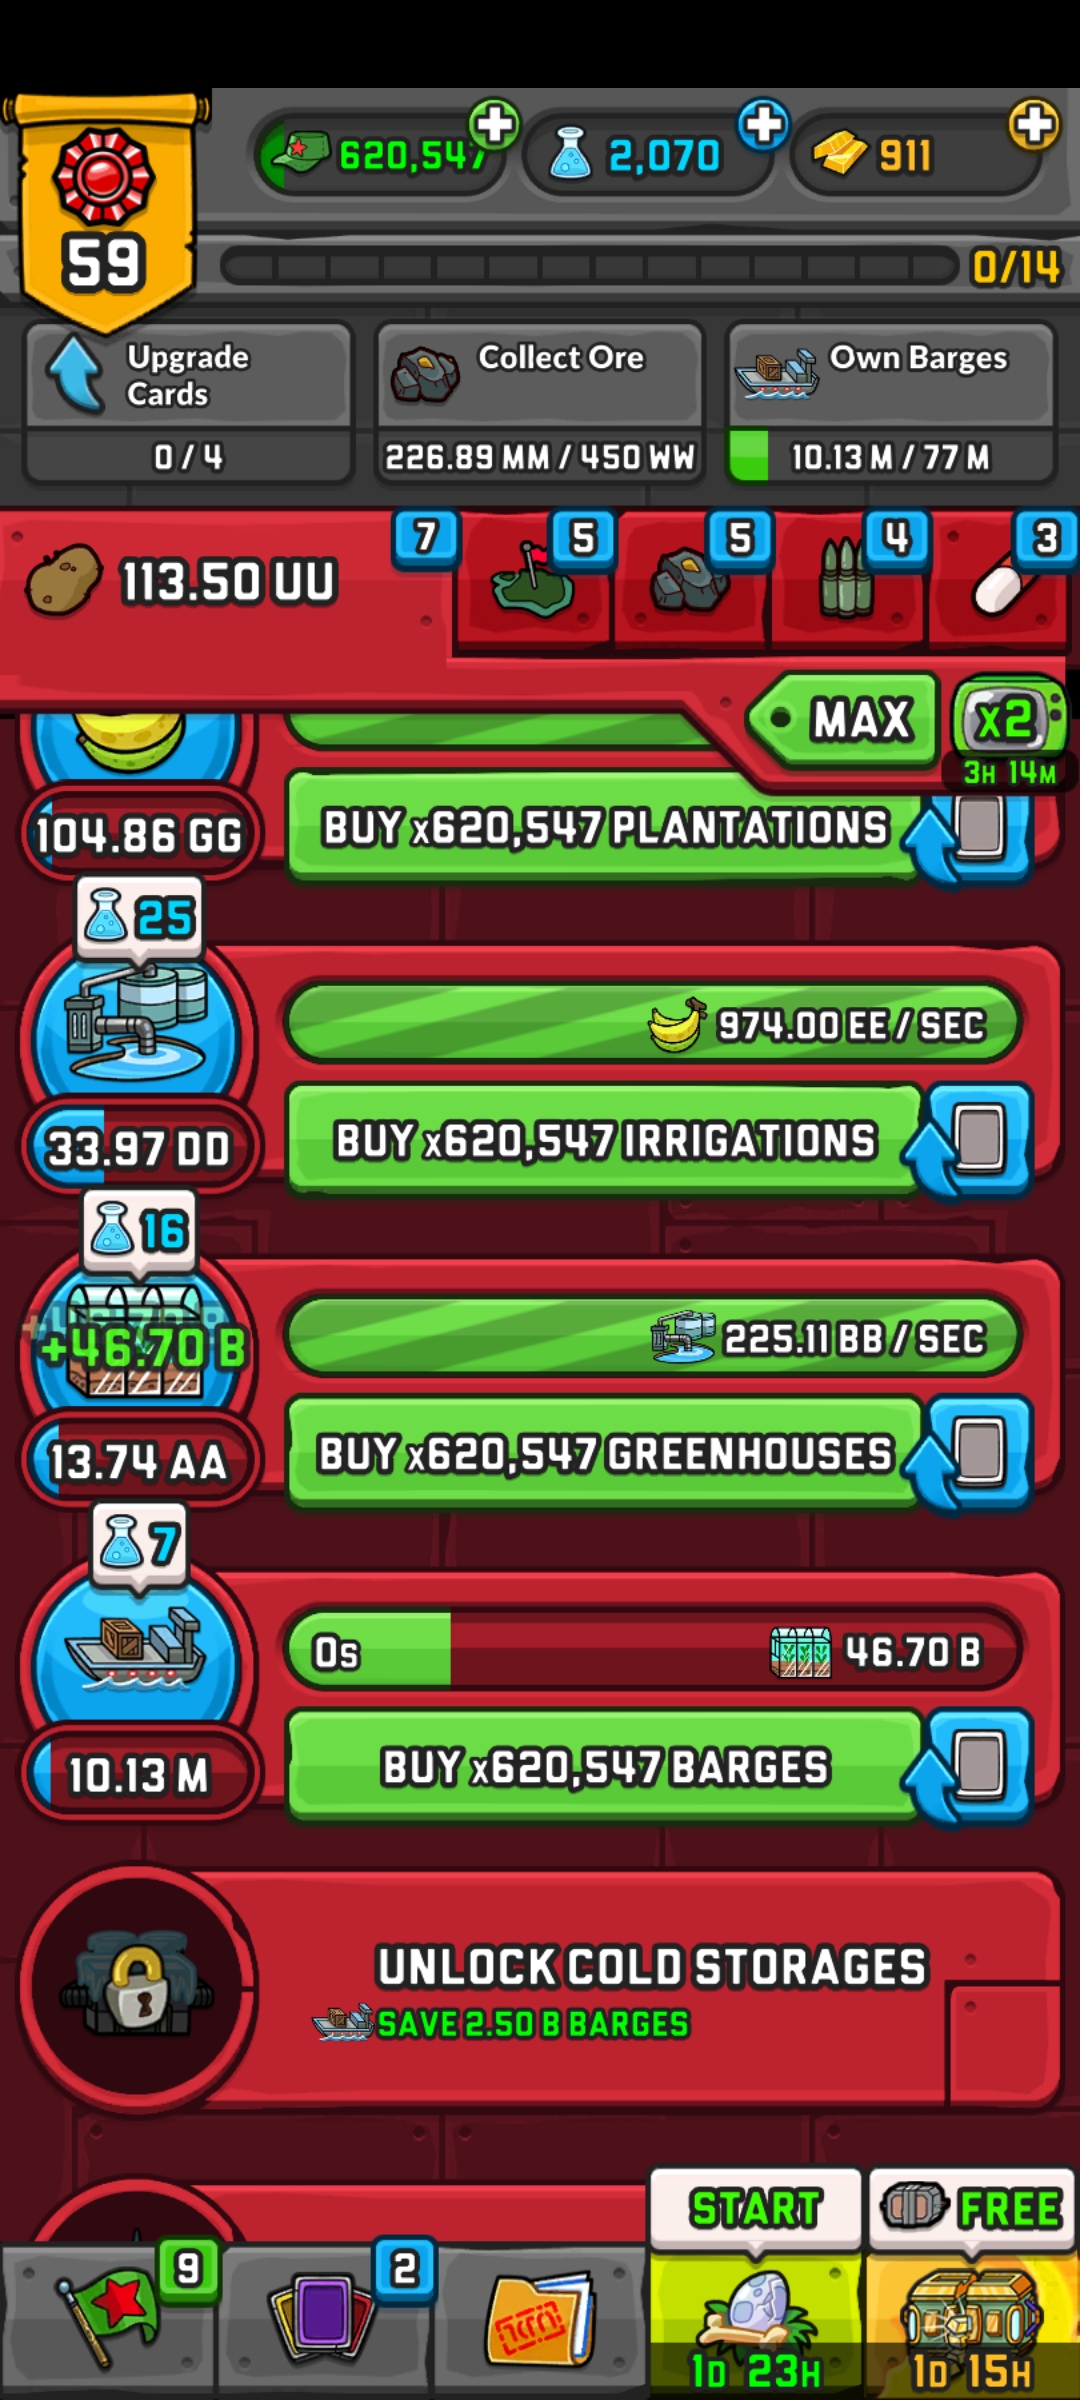 59
620,547
2,070
911
0/14
Upgrade
Cards
0 / 4
Collect Ore
226.89 MM / 450 WW
Own Barges
10.13 M / 77 M
113.50 UU
7
5
5
4
3
MAX
x2
3H 14M
104.86 GG
BUY x620,547 PLANTATIONS
25
974.00 EE / SEC
33.97 DD
BUY x620,547 IRRIGATIONS
16
+46.70 B
225.11 BB / SEC
13.74 AA
BUY x620,547 GREENHOUSES
7
0s
46.70 B
10.13 M
BUY x620,547 BARGES
UNLOCK COLD STORAGES
SAVE 2.50 B BARGES
START
FREE
9
2
1D 23H
1D 15H